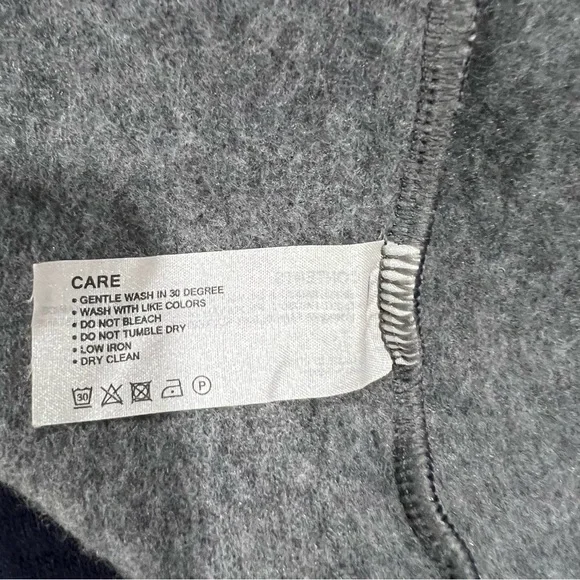 CARE
• GENTLE WASH IN 30 DEGREE
• WASH WITH LIKE COLORS
• DO NOT BLEACH
• DO NOT TUMBLE DRY
• LOW IRON
• DRY CLEAN
30 P